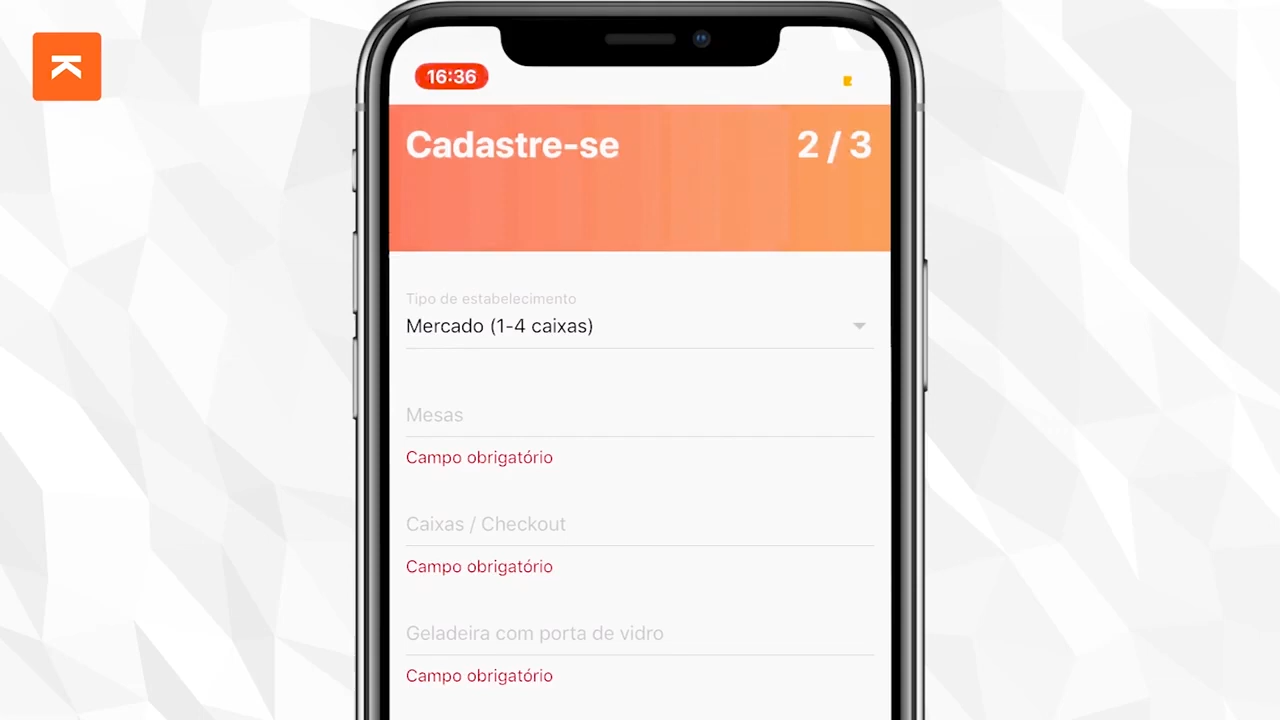 16:36
Cadastre-se 2 / 3
Tipo de estabelecimento
Mercado (1-4 caixas)
Mesas
Campo obrigatório
Caixas / Checkout
Campo obrigatório
Geladeira com porta de vidro
Campo obrigatório